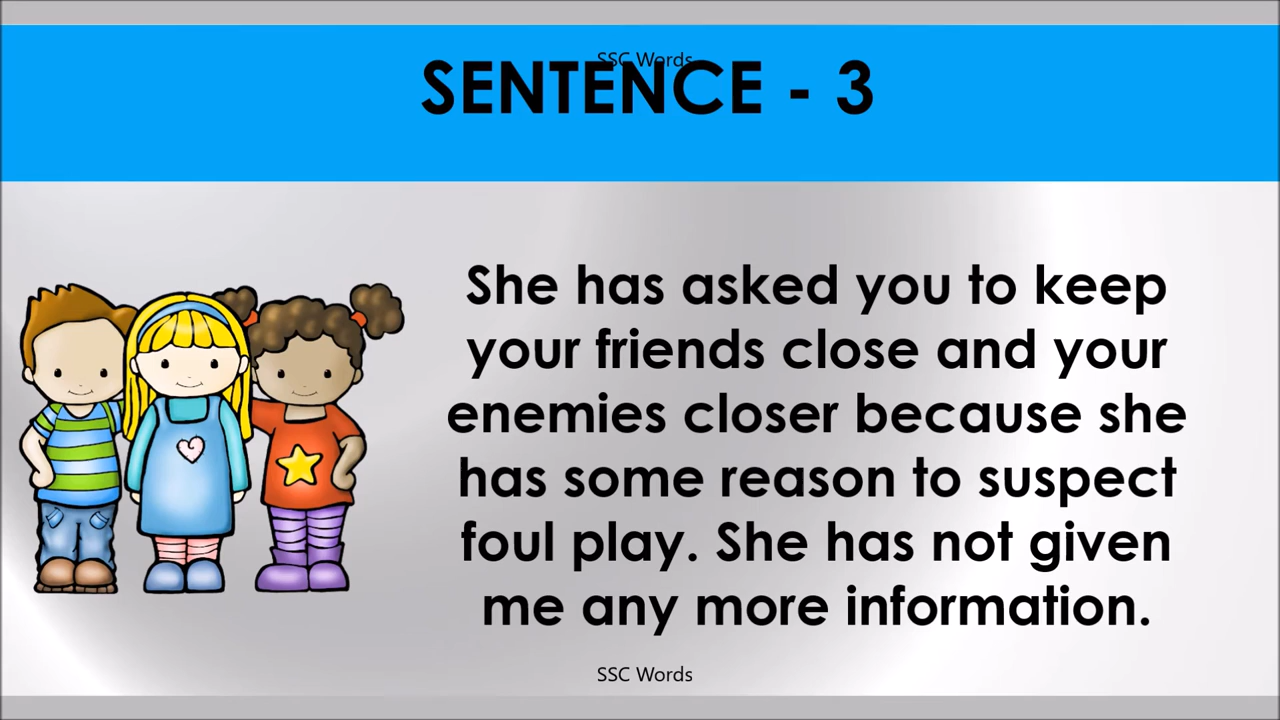 SSC Words
SENTENCE - 3
She has asked you to keep
your friends close and your
enemies closer because she
has some reason to suspect
foul play. She has not given
me any more information.
SSC Words